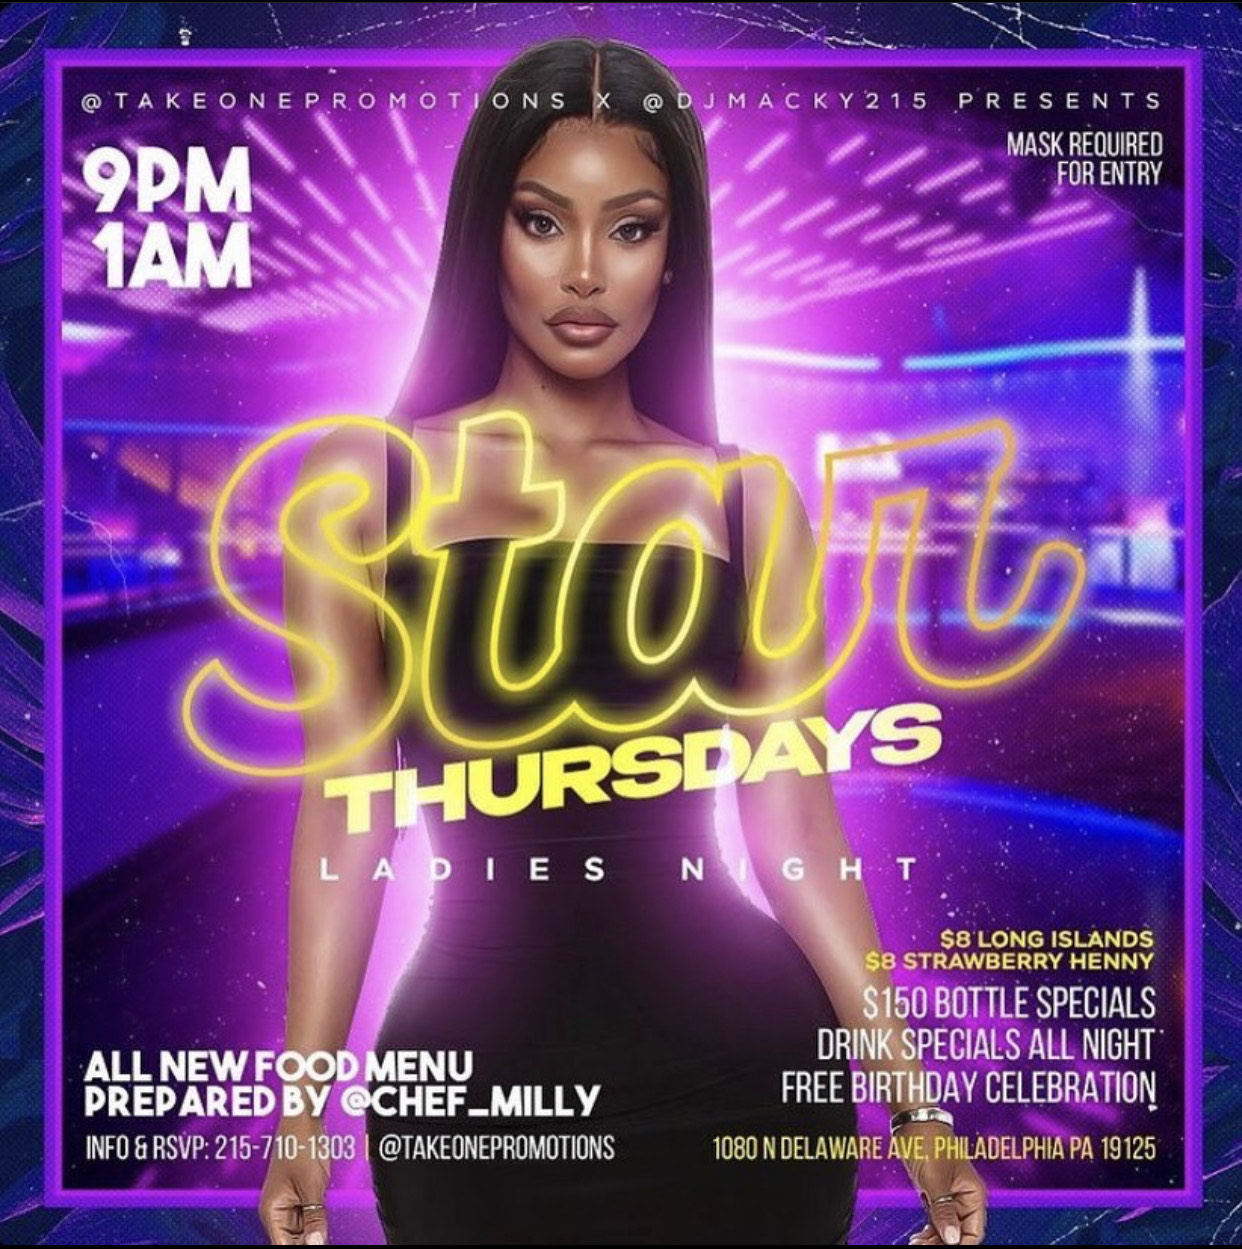 @TAKEONEPROMOTIONS X @DJMACKY215 PRESENTS
9PM
1AM
MASK REQUIRED
FOR ENTRY
Star
THURSDAYS
LADIES NIGHT
$8 LONG ISLANDS
$8 STRAWBERRY HENNY
$150 BOTTLE SPECIALS
DRINK SPECIALS ALL NIGHT
FREE BIRTHDAY CELEBRATION
ALL NEW FOOD MENU
PREPARED BY @CHEF_MILLY
INFO & RSVP: 215-710-1303 | @TAKEONEPROMOTIONS
1080 N DELAWARE AVE, PHILADELPHIA PA 19125